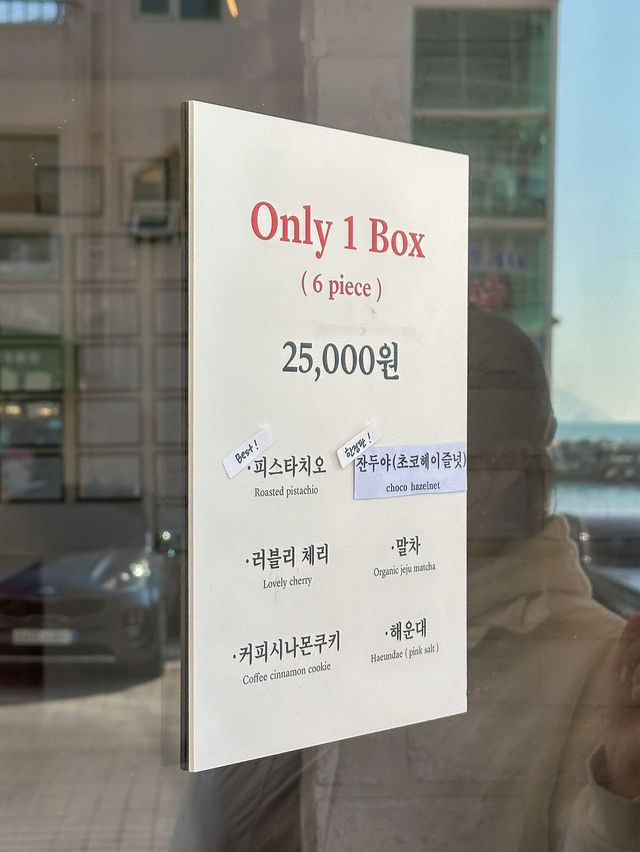 Only 1 Box
( 6 piece )
25,000원
Best!
·피스타치오
Roasted pistachio
한정판!
잔두야(초코헤이즐넛)
choco hazelnet
·러블리 체리
Lovely cherry
·말차
Organic jeju matcha
·커피시나몬쿠키
Coffee cinnamon cookie
·해운대
Haeundae ( pink salt )